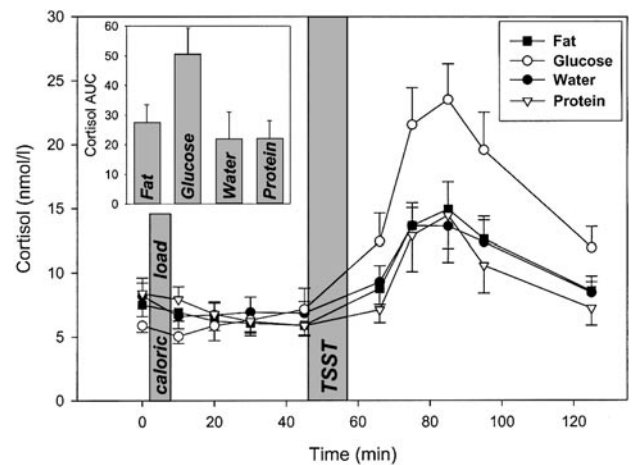 30
25
20
15
10
5
0
Cortisol (nmol/l)
60
50
40
30
20
10
0
Cortisol AUC
Fat
Glucose
Water
Protein
Fat
Glucose
Water
Protein
caloric load
TSST
0
20
40
60
80
100
120
Time (min)